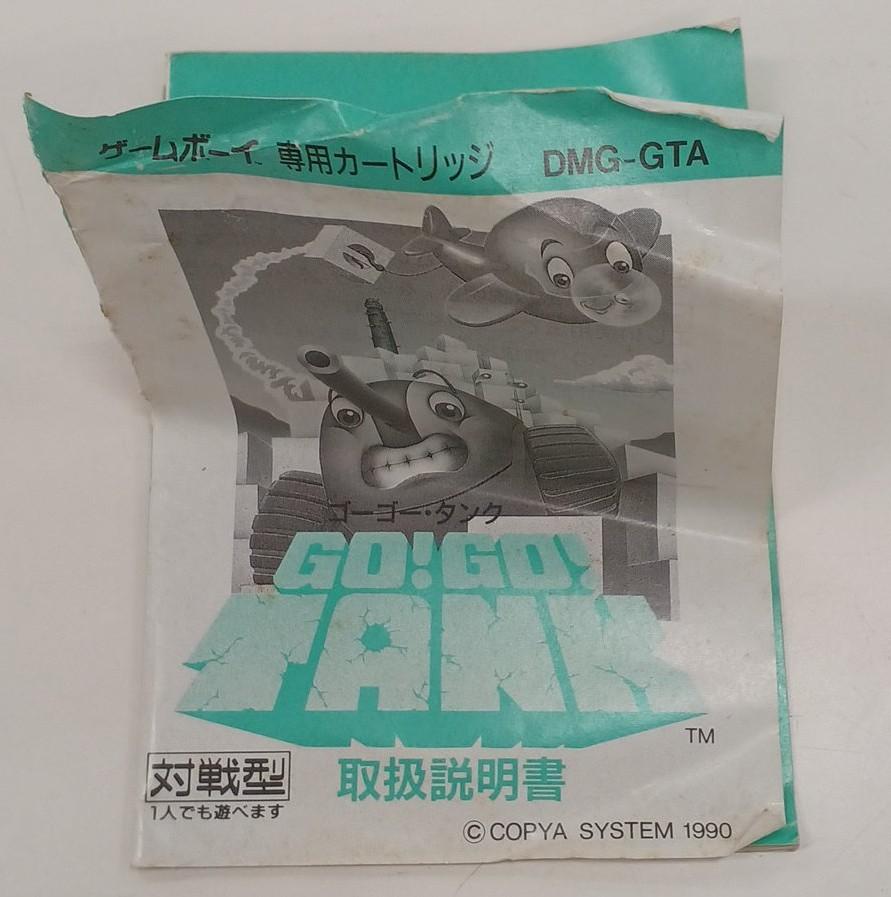 ゲームボーイ 専用カートリッジ DMG-GTA
ゴーゴー・タンク
GO!GO!
TANK
TM
対戦型
1人でも遊べます
取扱説明書
© COPYA SYSTEM 1990